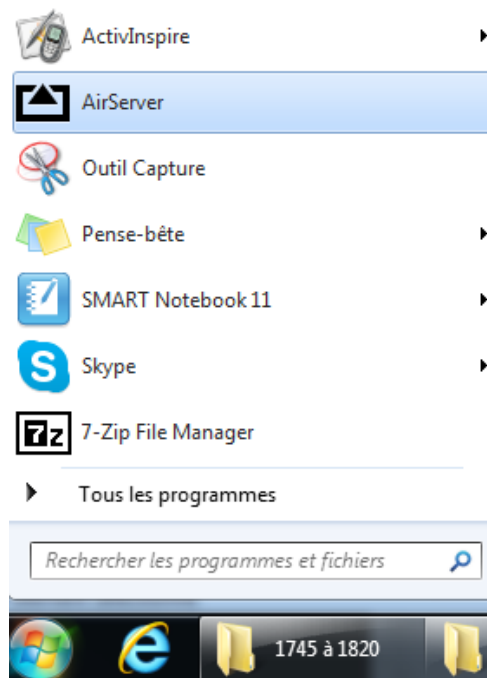 ActivInspire
AirServer
Outil Capture
Pense-bête
SMART Notebook 11
Skype
7-Zip File Manager
Tous les programmes
Rechercher les programmes et fichiers
1745 à 1820